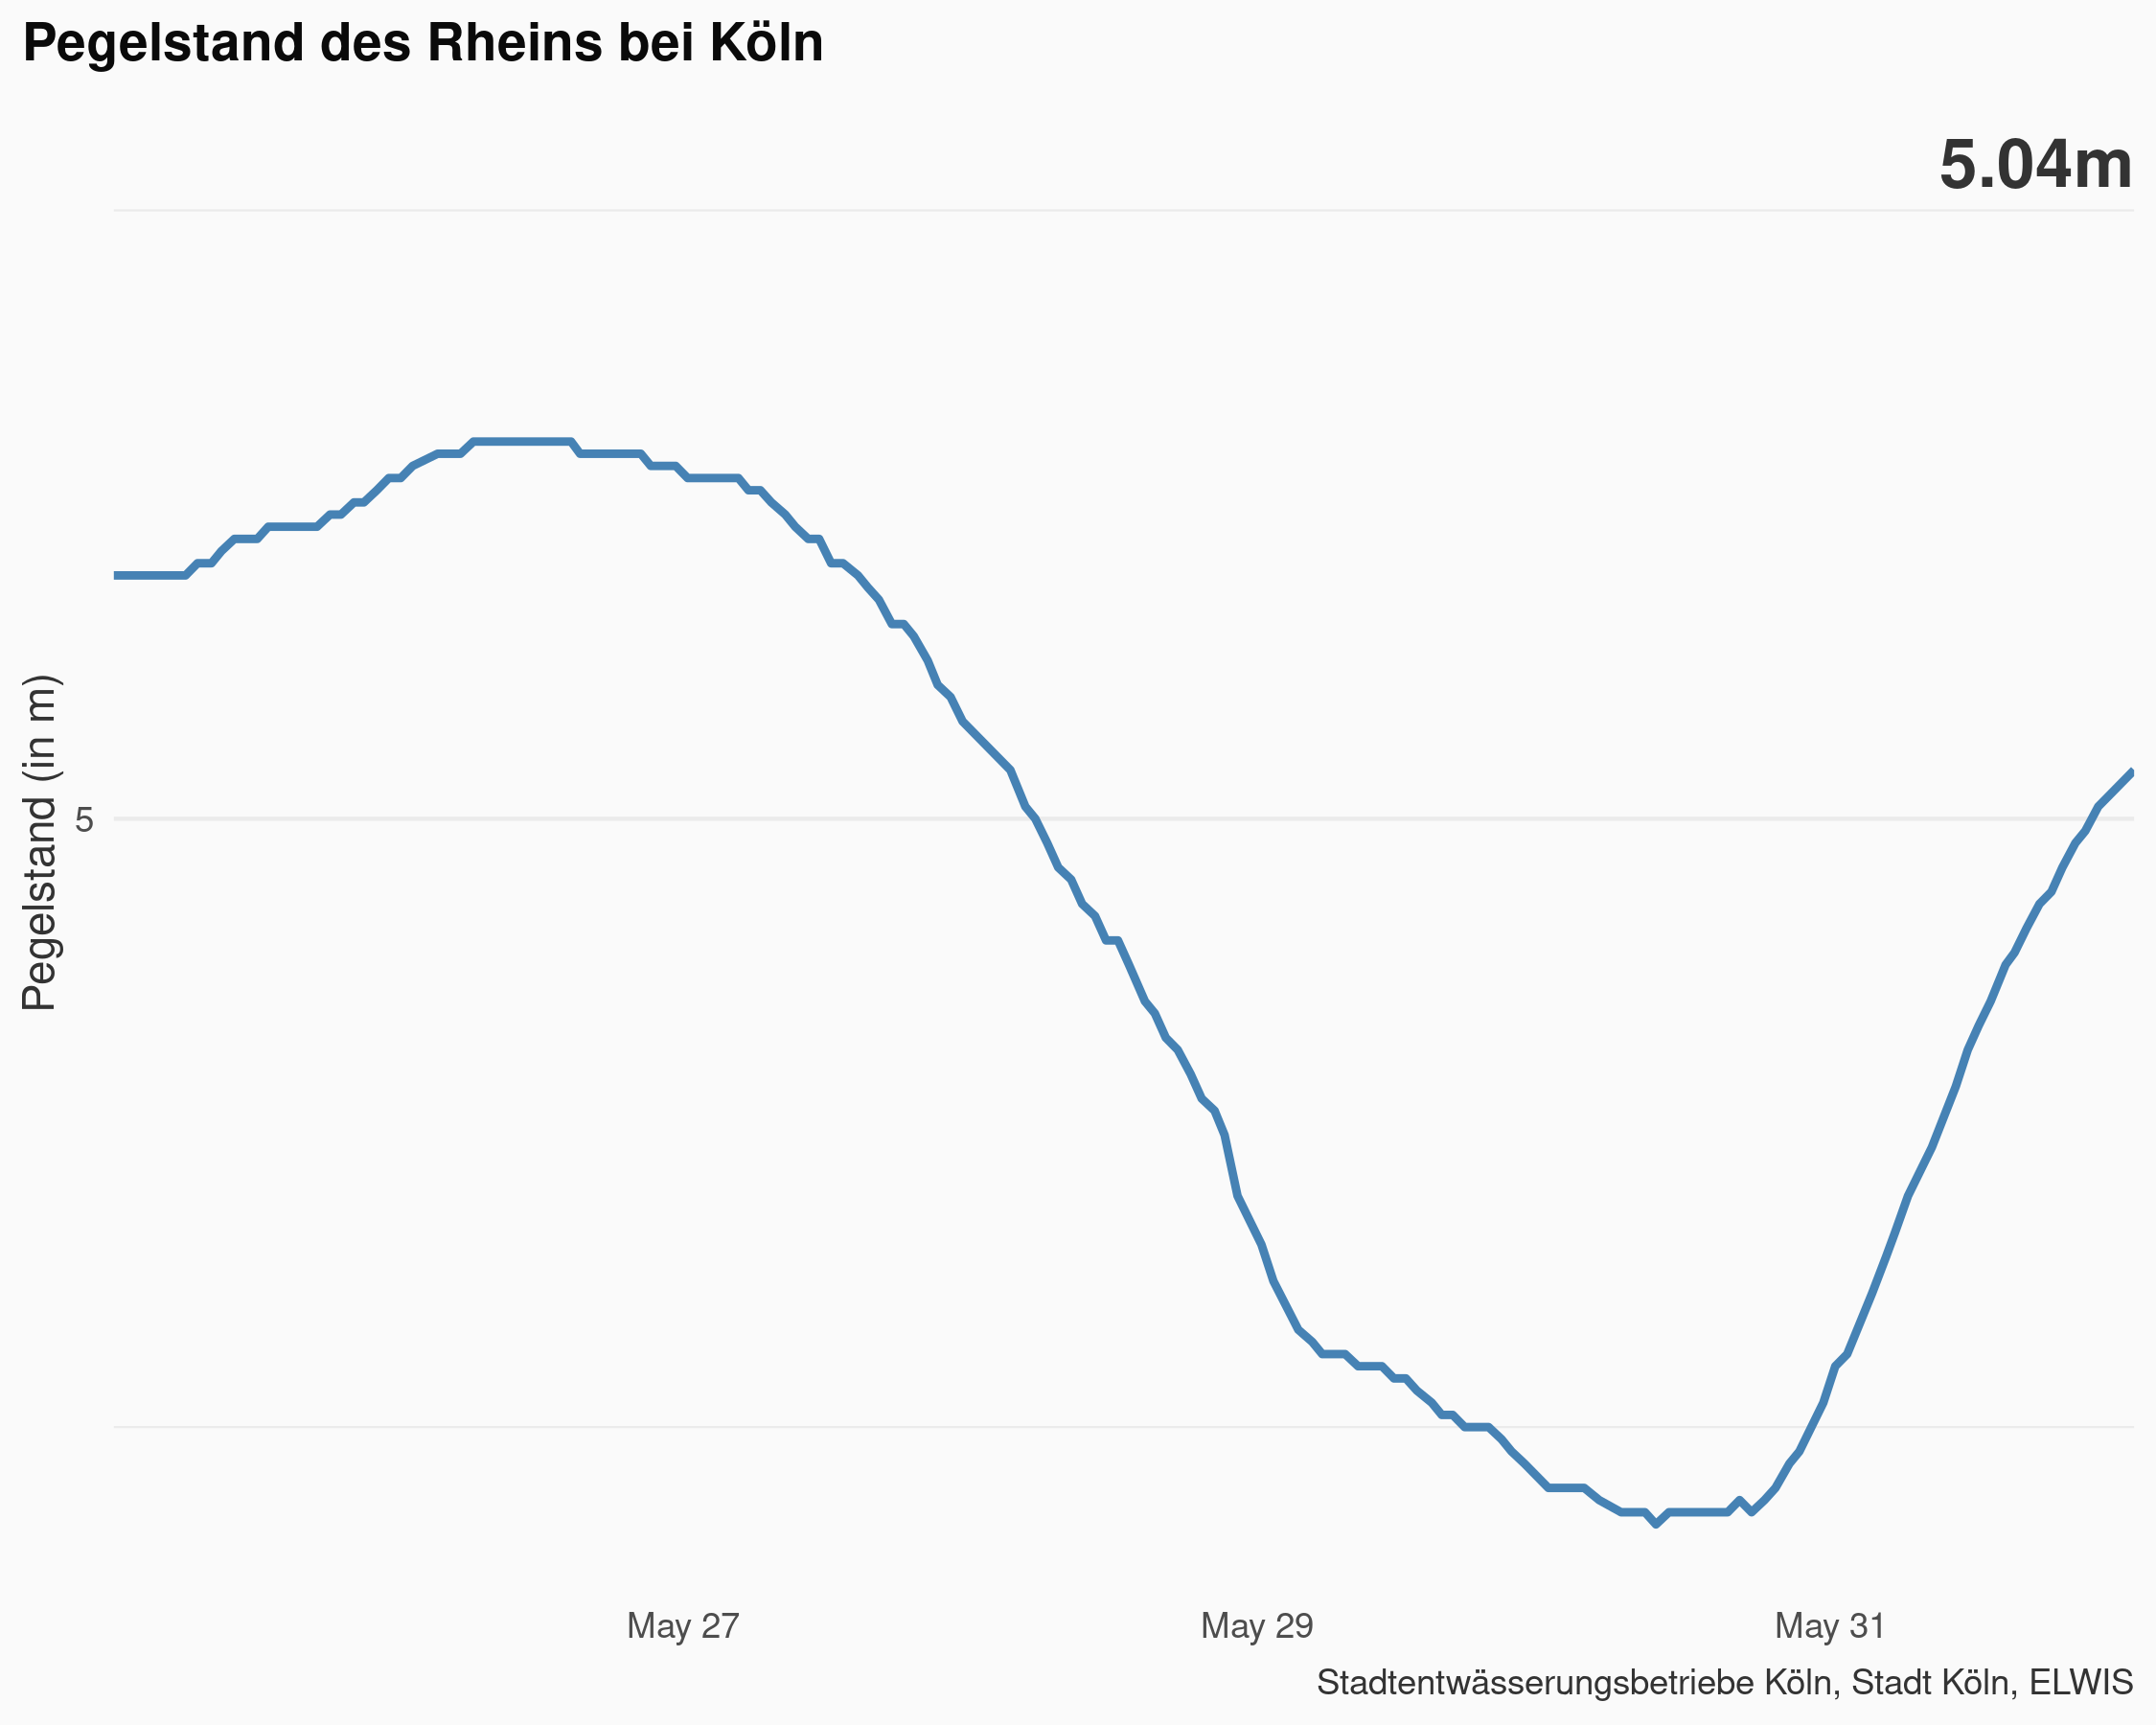 Pegelstand des Rheins bei Köln
5.04m
Pegelstand (in m)
5
May 27
May 29
May 31
Stadtentwässerungsbetriebe Köln, Stadt Köln, ELWIS